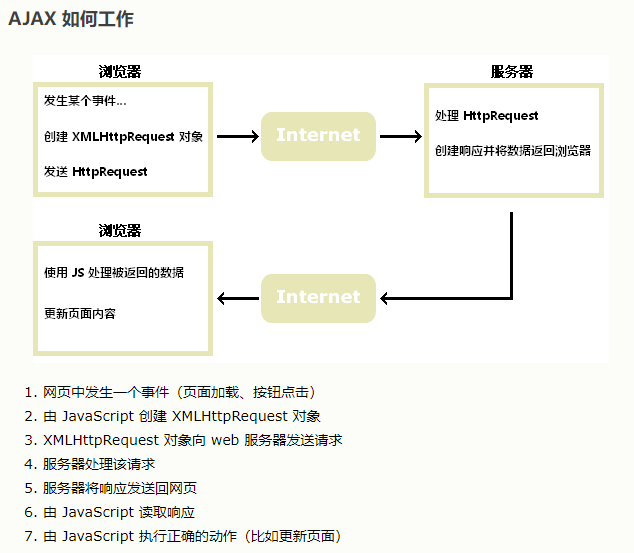 AJAX 如何工作
浏览器
发生某个事件...
创建 XMLHttpRequest 对象
发送 HttpRequest
Internet
服务器
处理 HttpRequest
创建响应并将数据返回浏览器
浏览器
使用 JS 处理被返回的数据
更新页面内容
Internet
1. 网页中发生一个事件（页面加载、按钮点击）
2. 由 JavaScript 创建 XMLHttpRequest 对象
3. XMLHttpRequest 对象向 web 服务器发送请求
4. 服务器处理该请求
5. 服务器将响应发送回网页
6. 由 JavaScript 读取响应
7. 由 JavaScript 执行正确的动作（比如更新页面）